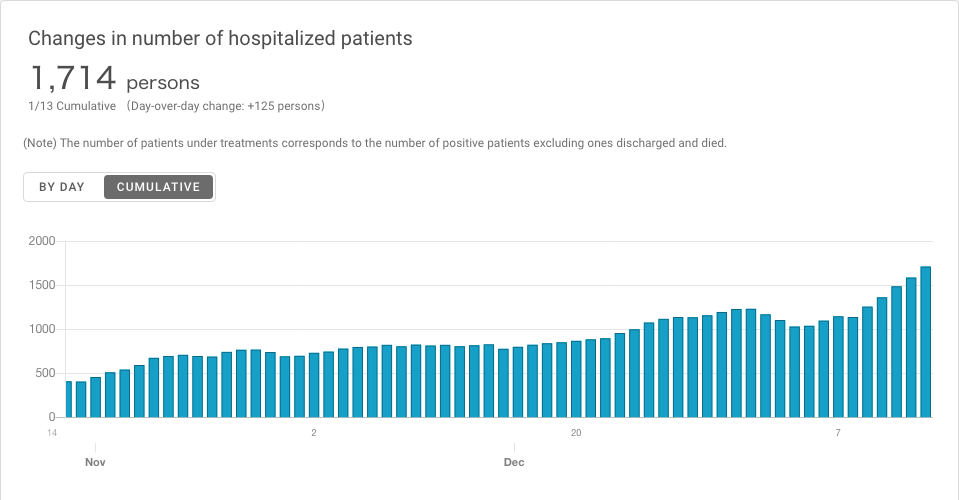 Changes in number of hospitalized patients
1,714 persons
1/13 Cumulative (Day-over-day change: +125 persons)
(Note) The number of patients under treatments corresponds to the number of positive patients excluding ones discharged and died.
BY DAY CUMULATIVE
2000
1500
1000
500
0
14 2 20 7
Nov Dec